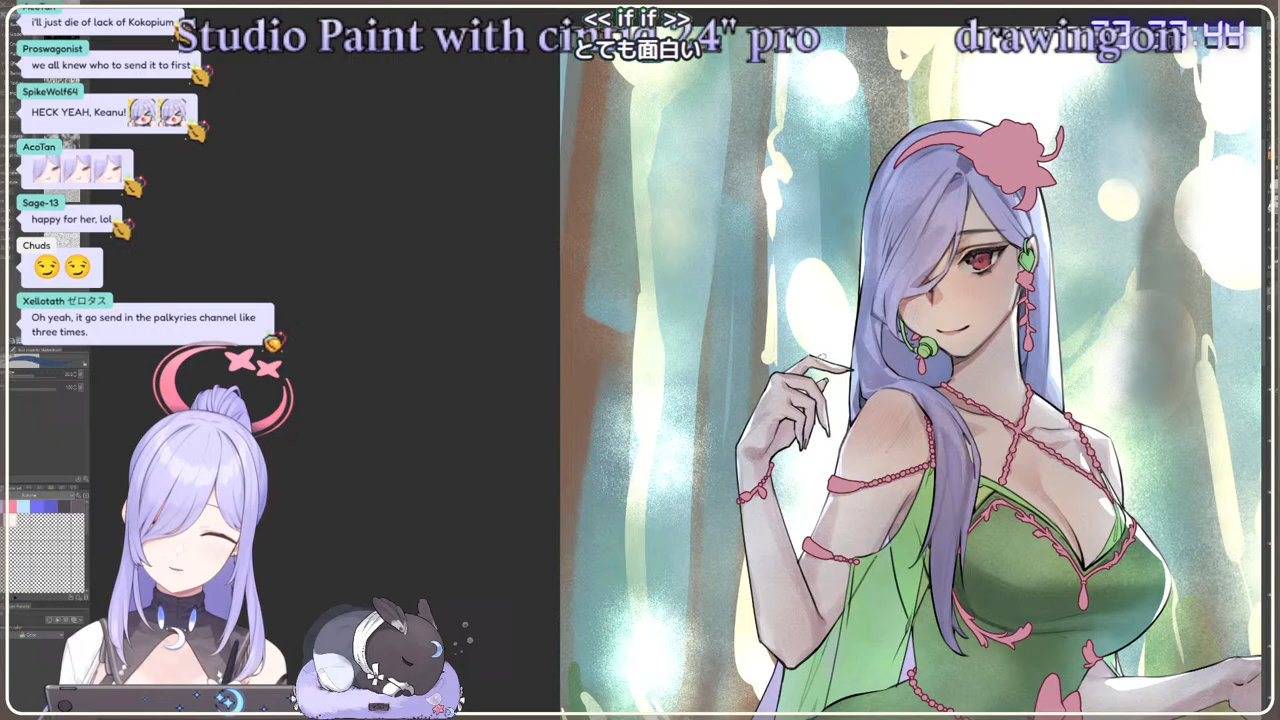 AcoTan
i'll just die of lack of Kokopium
Proswagonist
we all knew who to send it to first
SpikeWolf64
HECK YEAH, Keanu!
AcoTan
Sage-13
happy for her, lol
Chuds
Xellotath ゼロタス
Oh yeah, it go send in the palkyries channel like
three times.
Studio Paint with cintiq 24" pro
drawing on
<< if if >>
とても面白い